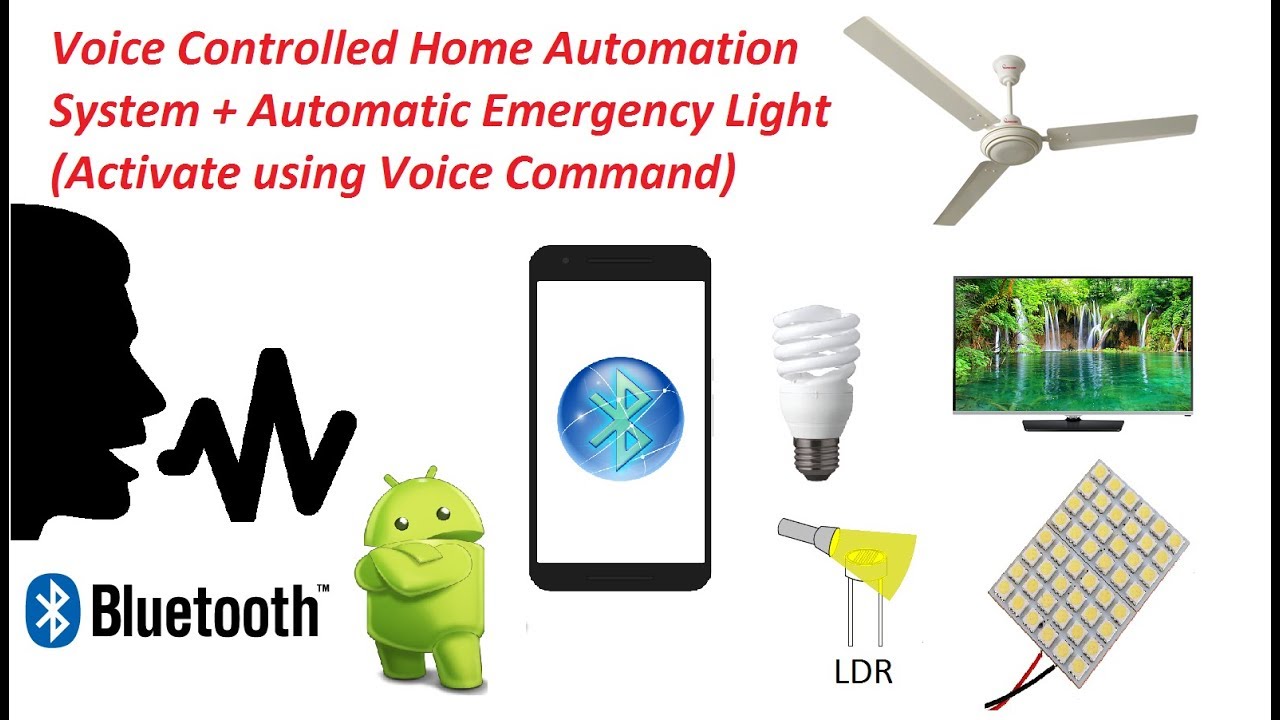 Voice Controlled Home Automation
System + Automatic Emergency Light
(Activate using Voice Command)
Bluetooth™
LDR